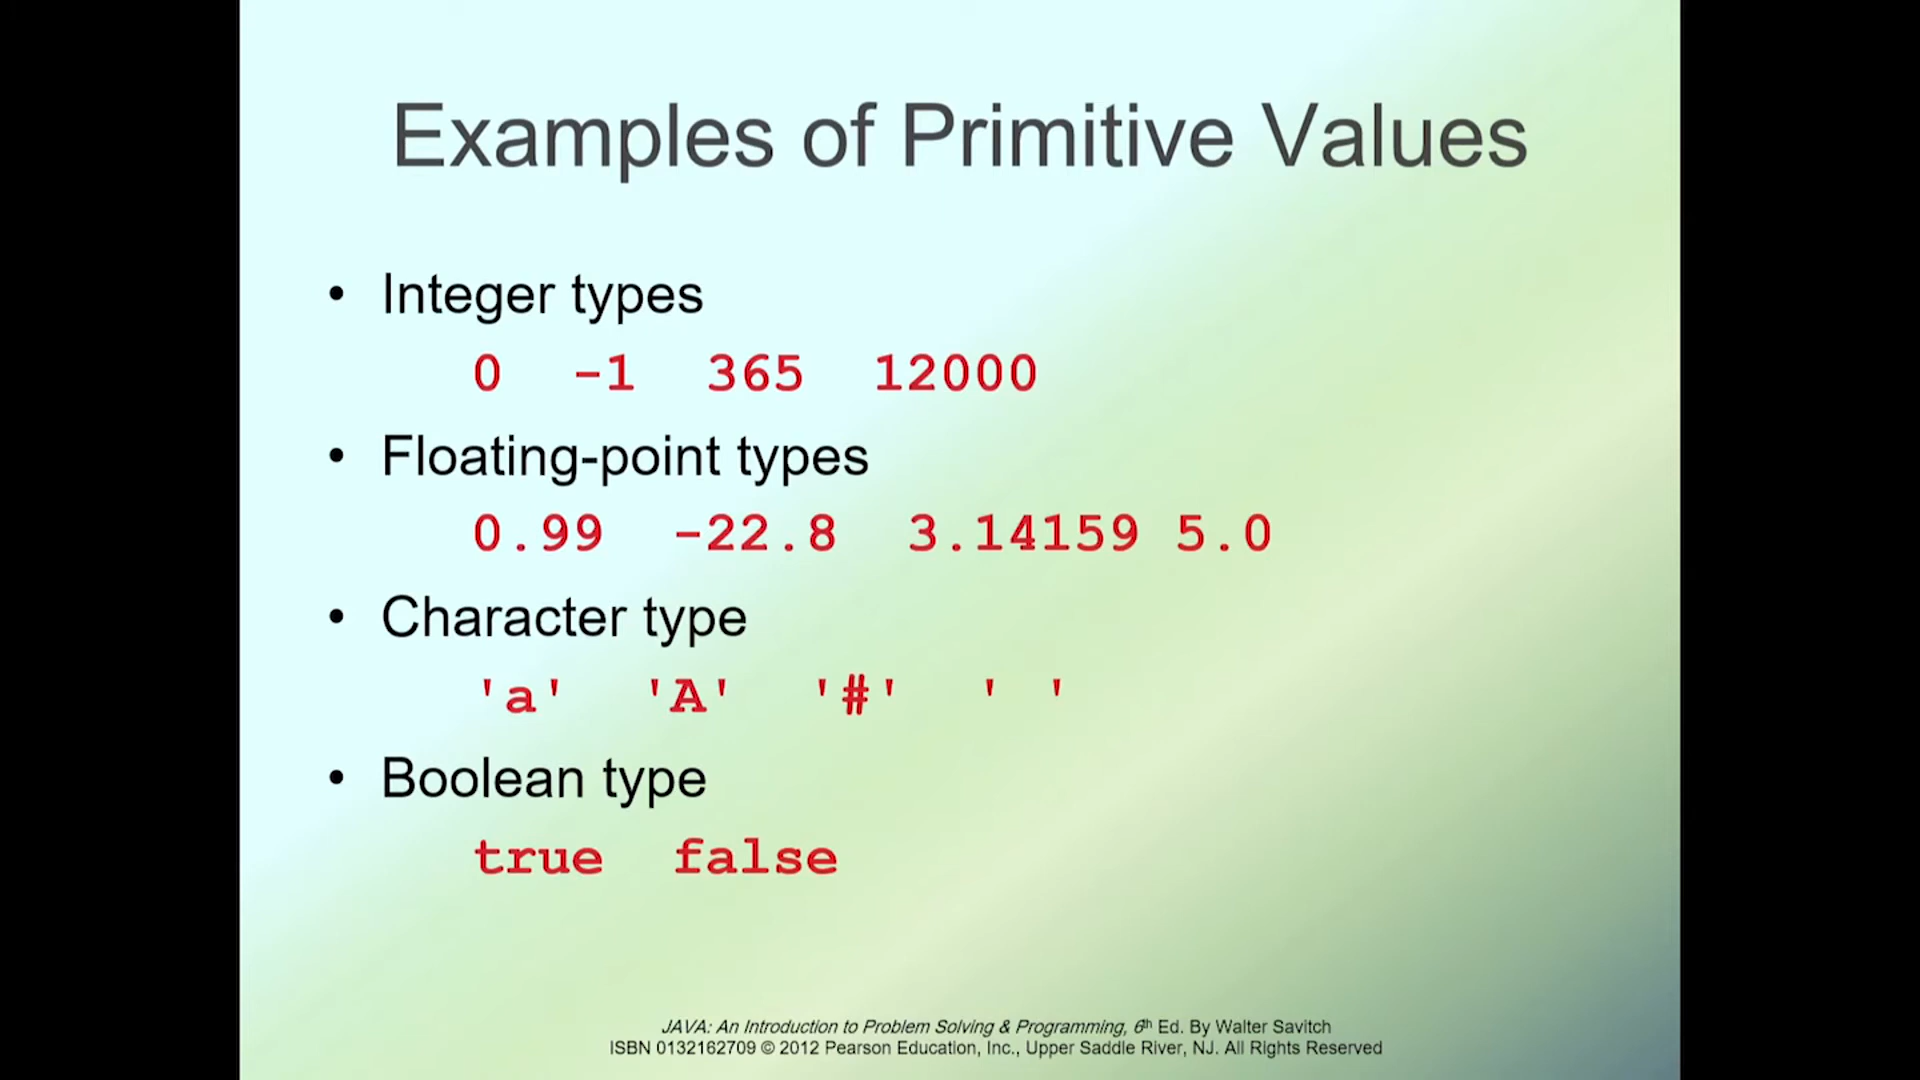 Examples of Primitive Values
• Integer types
0 -1 365 12000
• Floating-point types
0.99 -22.8 3.14159 5.0
• Character type
'a' 'A' '#' ' '
• Boolean type
true false
JAVA: An Introduction to Problem Solving & Programming, 6th Ed. By Walter Savitch
ISBN 0132162709 © 2012 Pearson Education, Inc., Upper Saddle River, NJ. All Rights Reserved